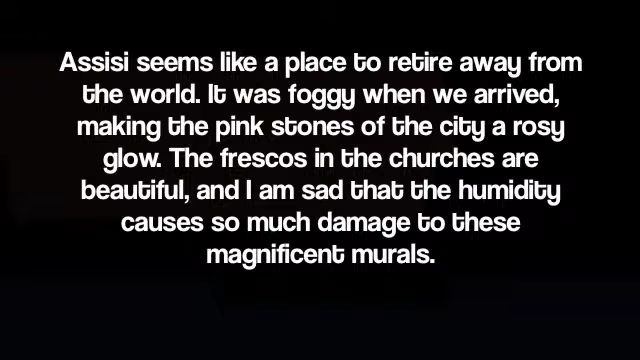 Assisi seems like a place to retire away from
the world. It was foggy when we arrived,
making the pink stones of the city a rosy
glow. The frescos in the churches are
beautiful, and I am sad that the humidity
causes so much damage to these
magnificent murals.